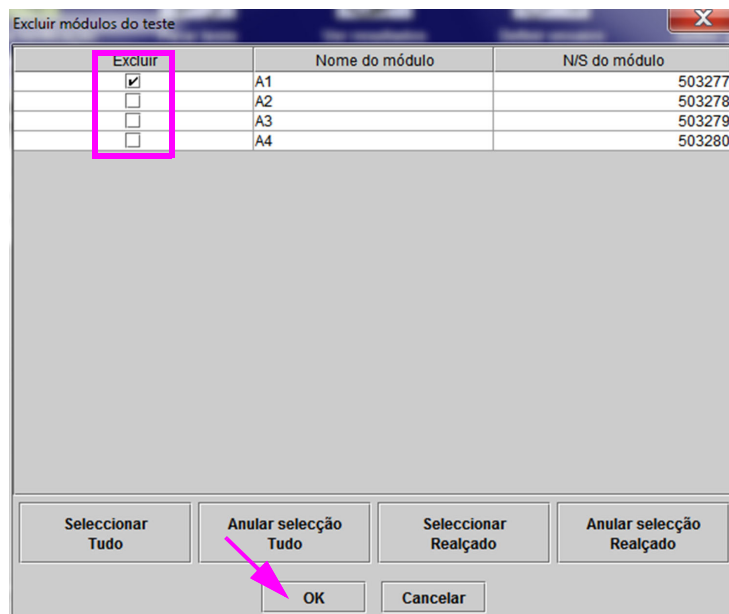 Excluir módulos do teste
Excluir Nome do módulo N/S do módulo
A1 503277
A2 503278
A3 503279
A4 503280
Seleccionar Tudo
Anular selecção Tudo
Seleccionar Realçado
Anular selecção Realçado
OK Cancelar